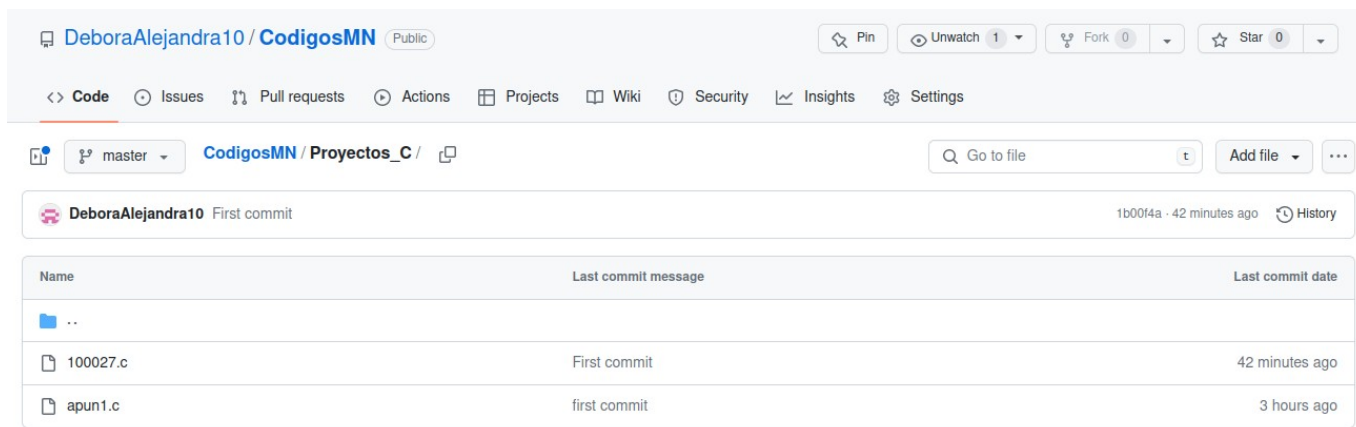 DeboraAlejandra10 / CodigosMN Public Pin Unwatch 1 Fork 0 Star 0
Code Issues Pull requests Actions Projects Wiki Security Insights Settings
master CodigosMN / Proyectos_C / Go to file t Add file ...
DeboraAlejandra10 First commit 1b00f4a · 42 minutes ago History
Name Last commit message Last commit date
..
100027.c First commit 42 minutes ago
apun1.c first commit 3 hours ago